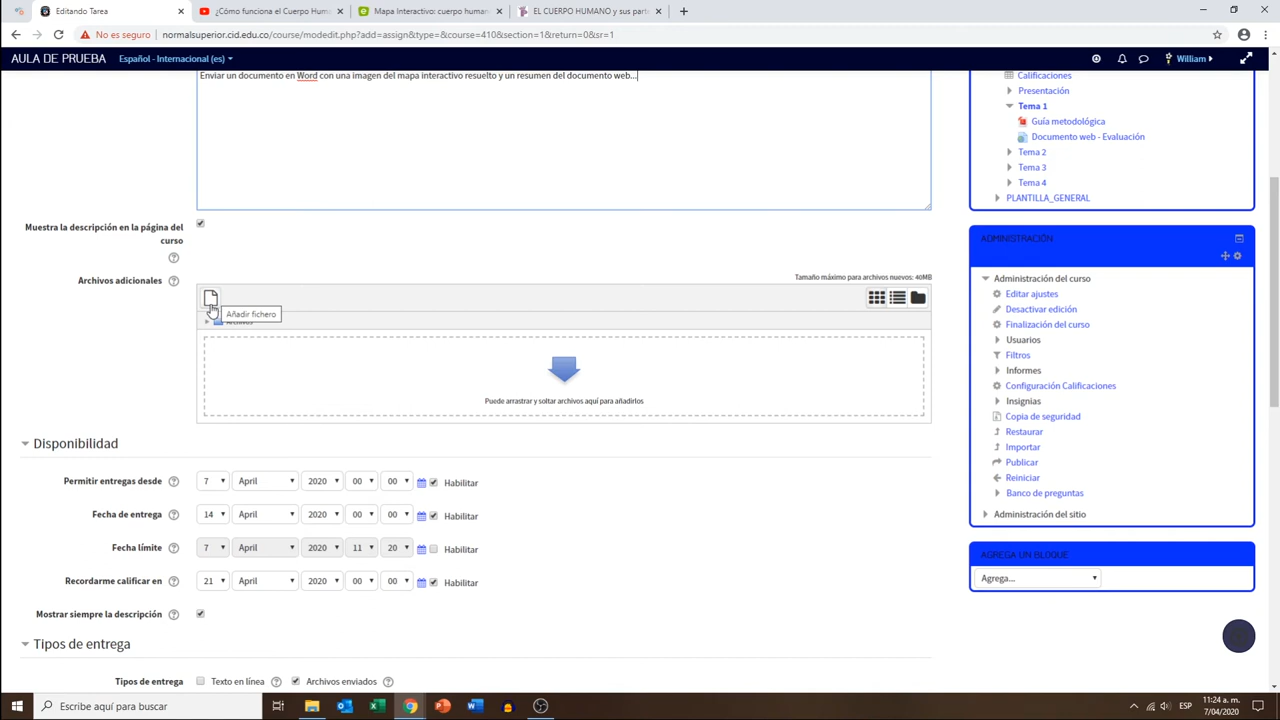 Editando Tarea
¿Cómo funciona el Cuerpo Hum
Mapa Interactivo: cuerpo human
EL CUERPO HUMANO y sus parte
No es seguro
normalsuperior.cid.edu.co/course/modedit.php?add=assign&type=&course=410&section=1&return=0&sr=1
AULA DE PRUEBA
Español - Internacional (es)
William
Enviar un documento en Word con una imagen del mapa interactivo resuelto y un resumen del documento web...
Muestra la descripción en la página del
curso
Archivos adicionales
Tamaño máximo para archivos nuevos: 40MB
Añadir fichero
Archivos
Puede arrastrar y soltar archivos aquí para añadirlos
Disponibilidad
Permitir entregas desde 7 April 2020 00 00 Habilitar
Fecha de entrega 14 April 2020 00 00 Habilitar
Fecha límite 7 April 2020 11 20 Habilitar
Recordarme calificar en 21 April 2020 00 00 Habilitar
Mostrar siempre la descripción
Tipos de entrega
Tipos de entrega Texto en línea Archivos enviados
Calificaciones
Presentación
Tema 1
Guía metodológica
Documento web - Evaluación
Tema 2
Tema 3
Tema 4
PLANTILLA_GENERAL
ADMINISTRACIÓN
Administración del curso
Editar ajustes
Desactivar edición
Finalización del curso
Usuarios
Filtros
Informes
Configuración Calificaciones
Insignias
Copia de seguridad
Restaurar
Importar
Publicar
Reiniciar
Banco de preguntas
Administración del sitio
AGREGA UN BLOQUE
Agrega...
Escribe aquí para buscar
ESP
11:24 a. m.
7/04/2020